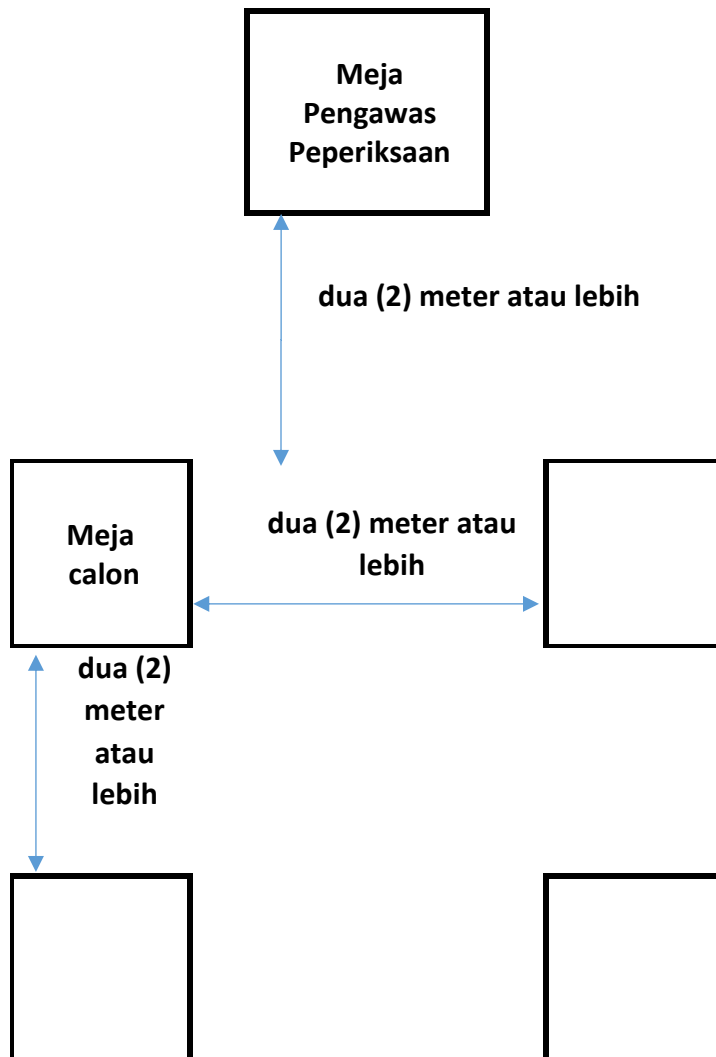 Meja
Pengawas
Peperiksaan
dua (2) meter atau lebih
Meja
calon
dua (2) meter atau
lebih
dua (2)
meter
atau
lebih